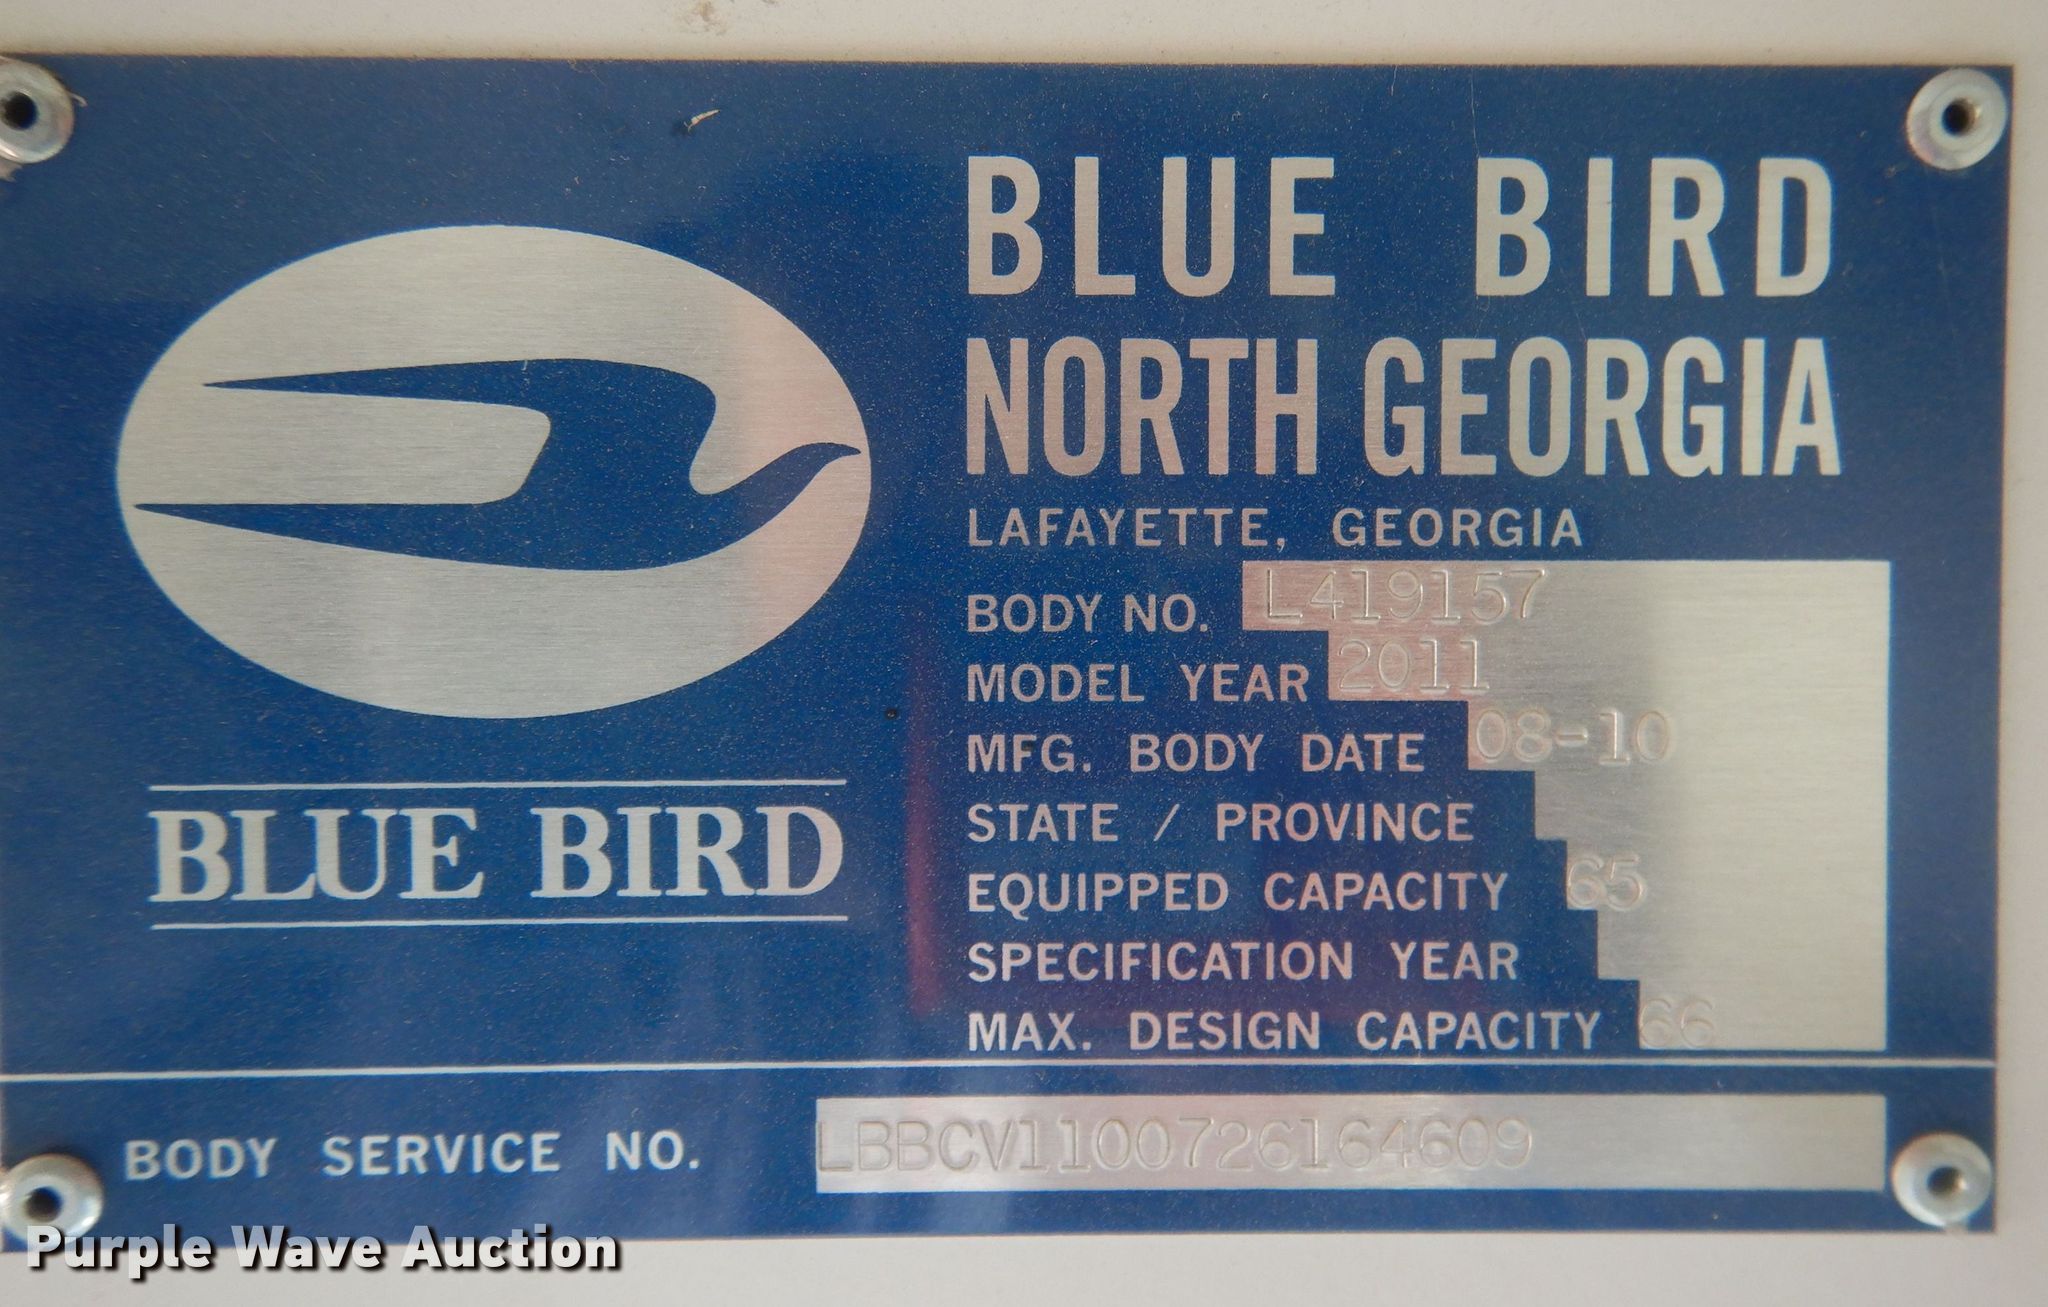 BLUE BIRD
NORTH GEORGIA
LAFAYETTE, GEORGIA
BODY NO. L419157
MODEL YEAR 2011
MFG. BODY DATE 08-10
STATE / PROVINCE
EQUIPPED CAPACITY 65
SPECIFICATION YEAR
MAX. DESIGN CAPACITY 66
BLUE BIRD
BODY SERVICE NO. LBBCV1100726164609
Purple Wave Auction